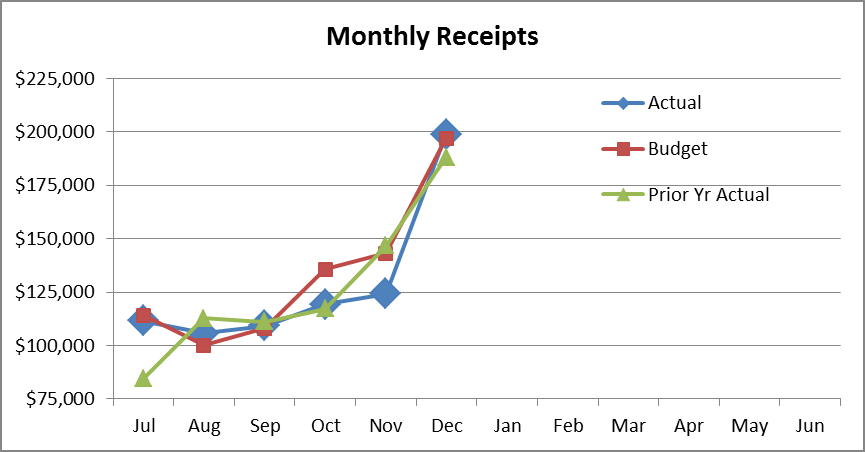 Monthly Receipts
$225,000
$200,000
$175,000
$150,000
$125,000
$100,000
$75,000
Jul Aug Sep Oct Nov Dec Jan Feb Mar Apr May Jun
Actual
Budget
Prior Yr Actual